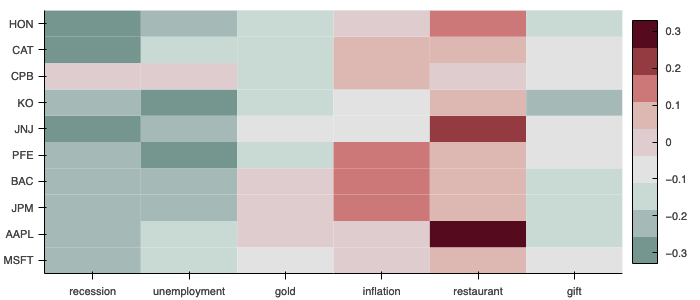 HON
CAT
CPB
KO
JNJ
PFE
BAC
JPM
AAPL
MSFT
recession unemployment gold inflation restaurant gift
0.3
0.2
0.1
0
−0.1
−0.2
−0.3